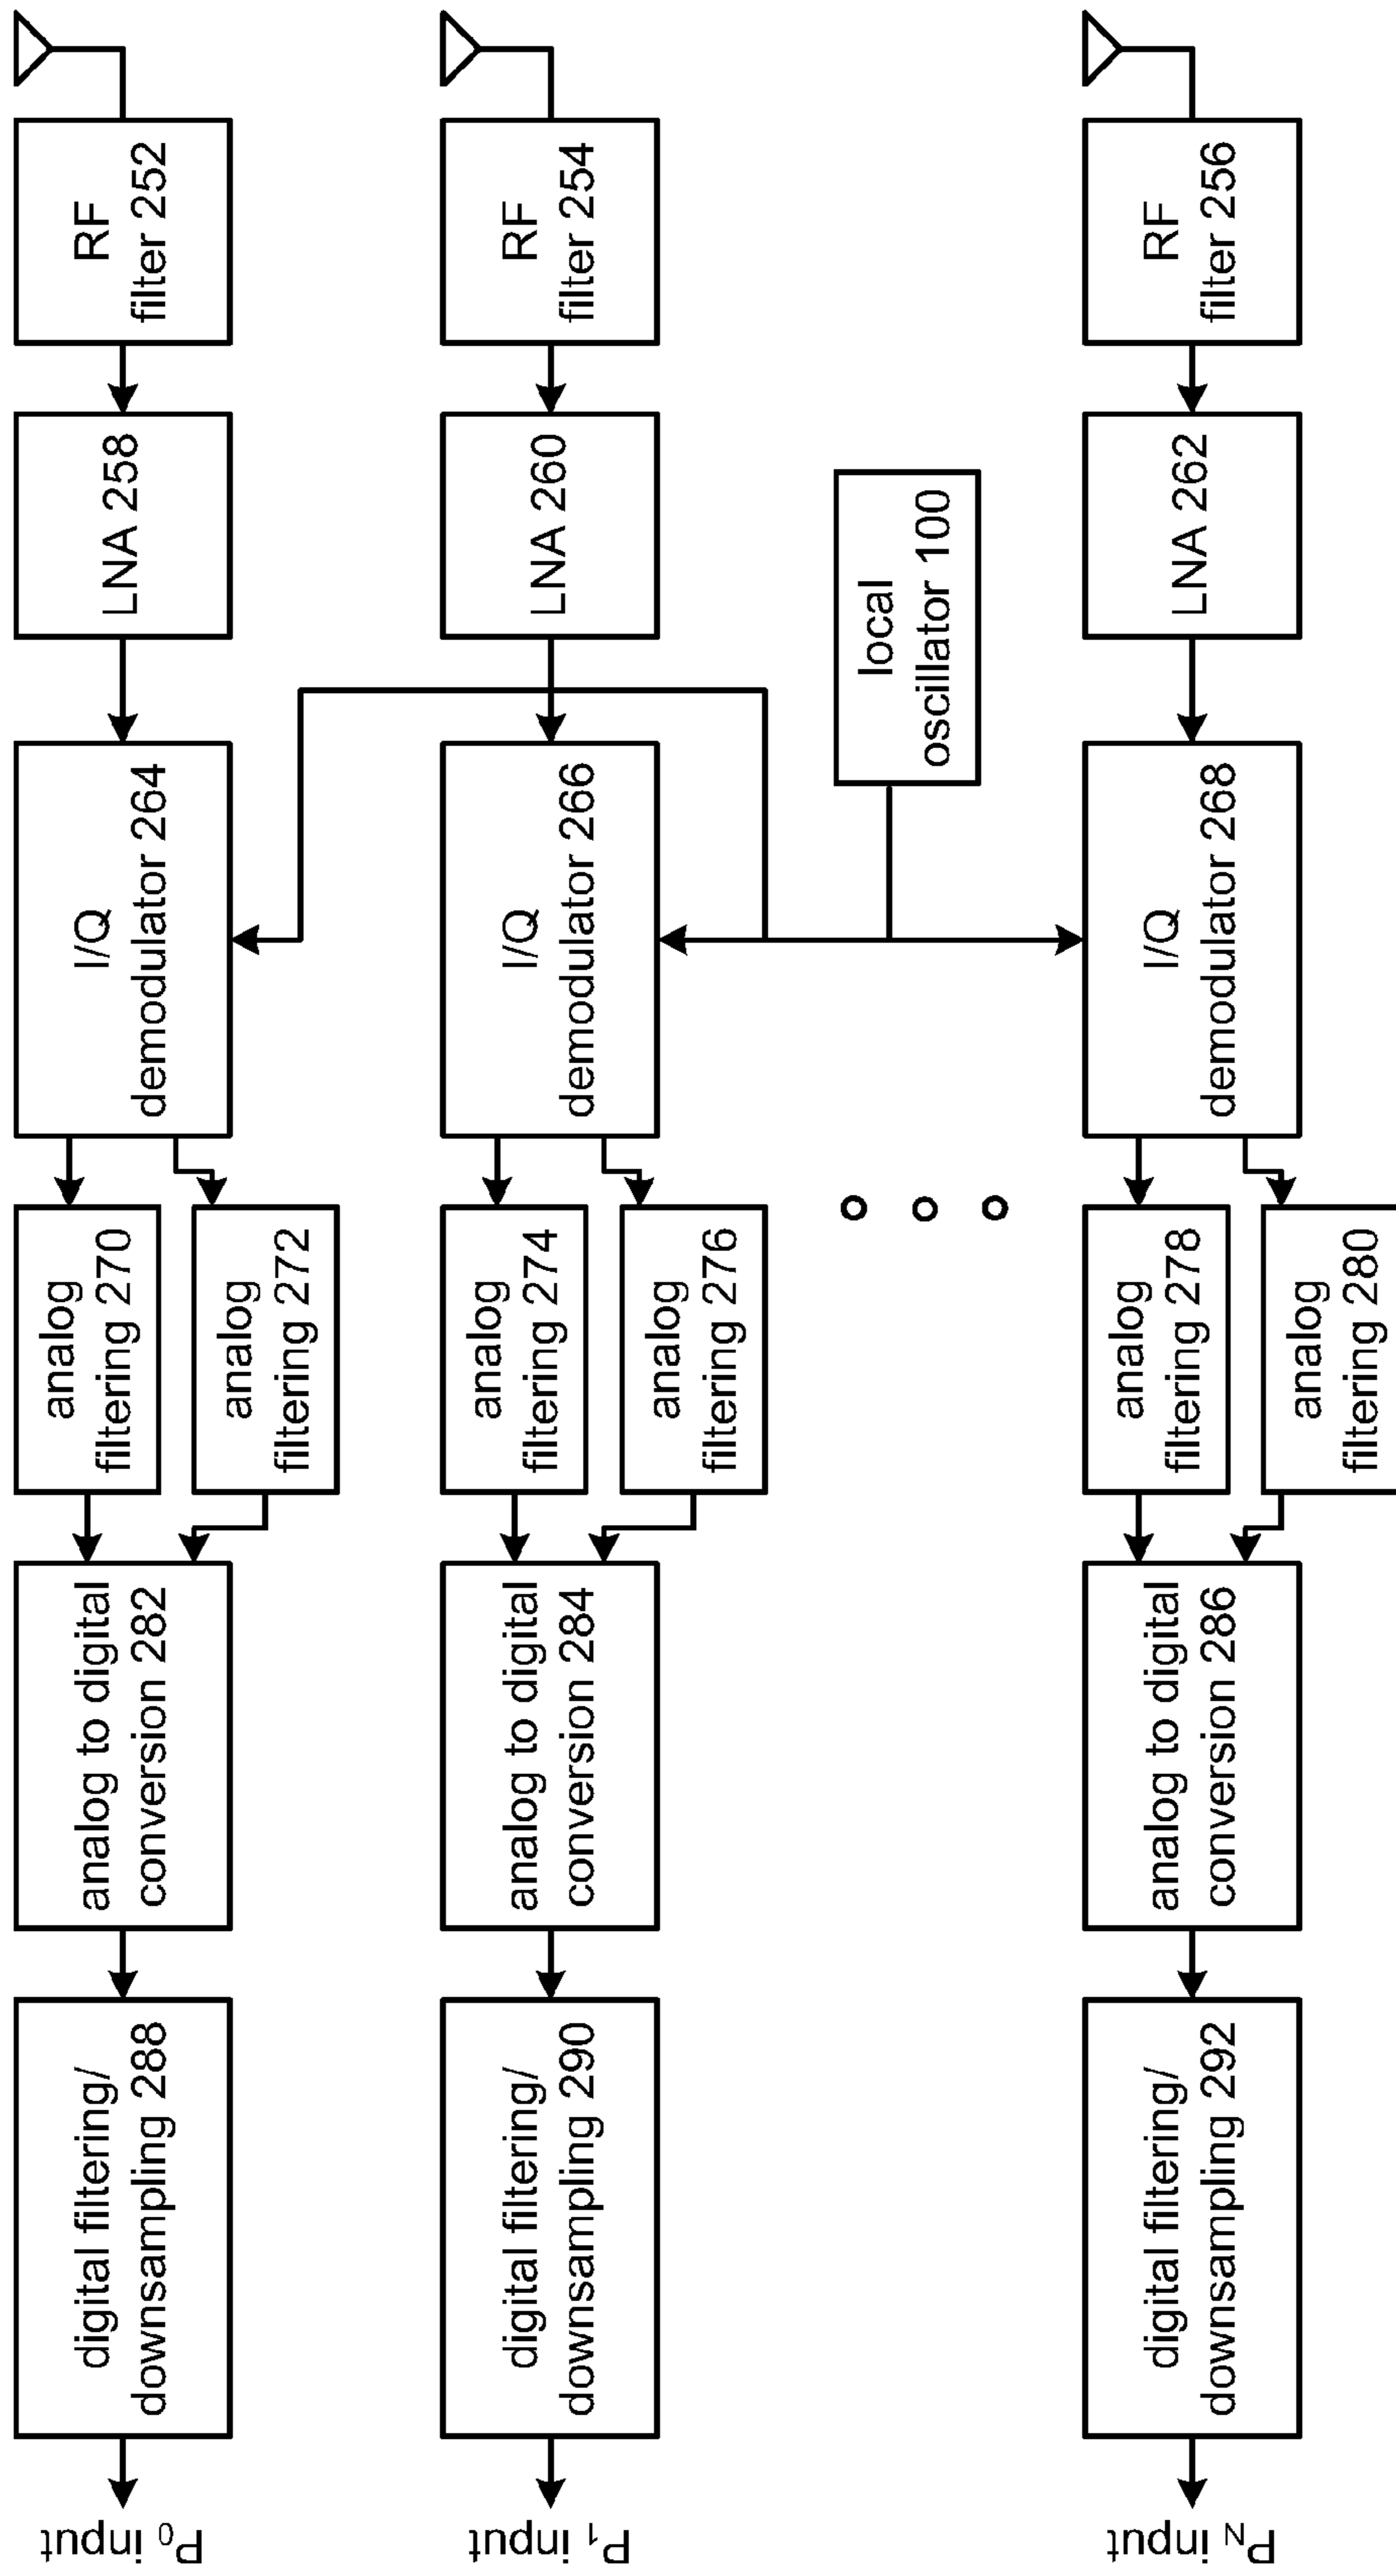 RF
filter 252
LNA 258
I/Q
demodulator 264
analog
filtering 270
analog
filtering 272
analog to digital
conversion 282
digital filtering/
downsampling 288
P0 input
RF
filter 254
LNA 260
I/Q
demodulator 266
analog
filtering 274
analog
filtering 276
analog to digital
conversion 284
digital filtering/
downsampling 290
P1 input
local
oscillator 100
RF
filter 256
LNA 262
I/Q
demodulator 268
analog
filtering 278
analog
filtering 280
analog to digital
conversion 286
digital filtering/
downsampling 292
PN input